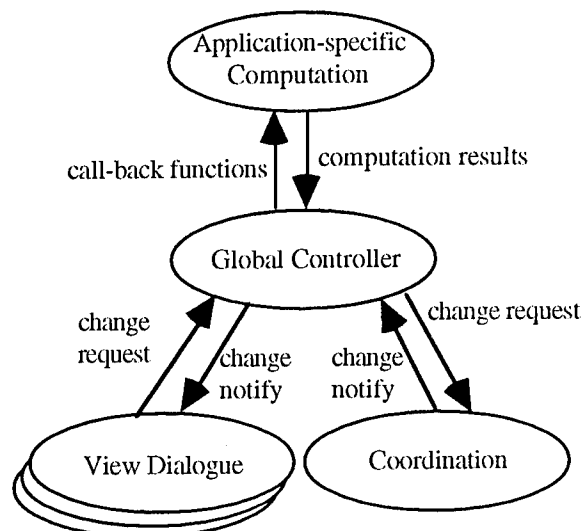 Application-specific
Computation
call-back functions
computation results
Global Controller
change
request
change
notify
change
notify
change request
View Dialogue
Coordination